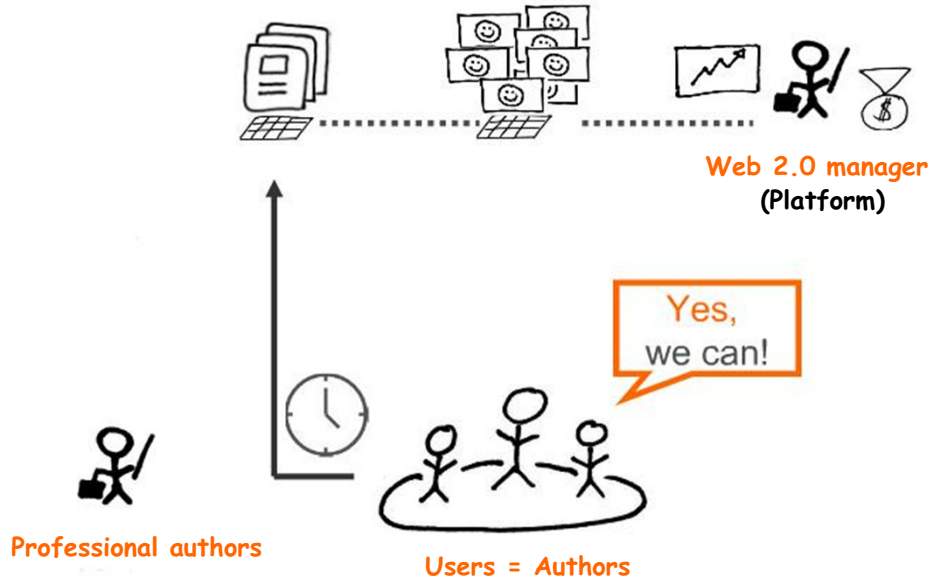 $
Web 2.0 manager
(Platform)
Yes,
we can!
Professional authors
Users = Authors